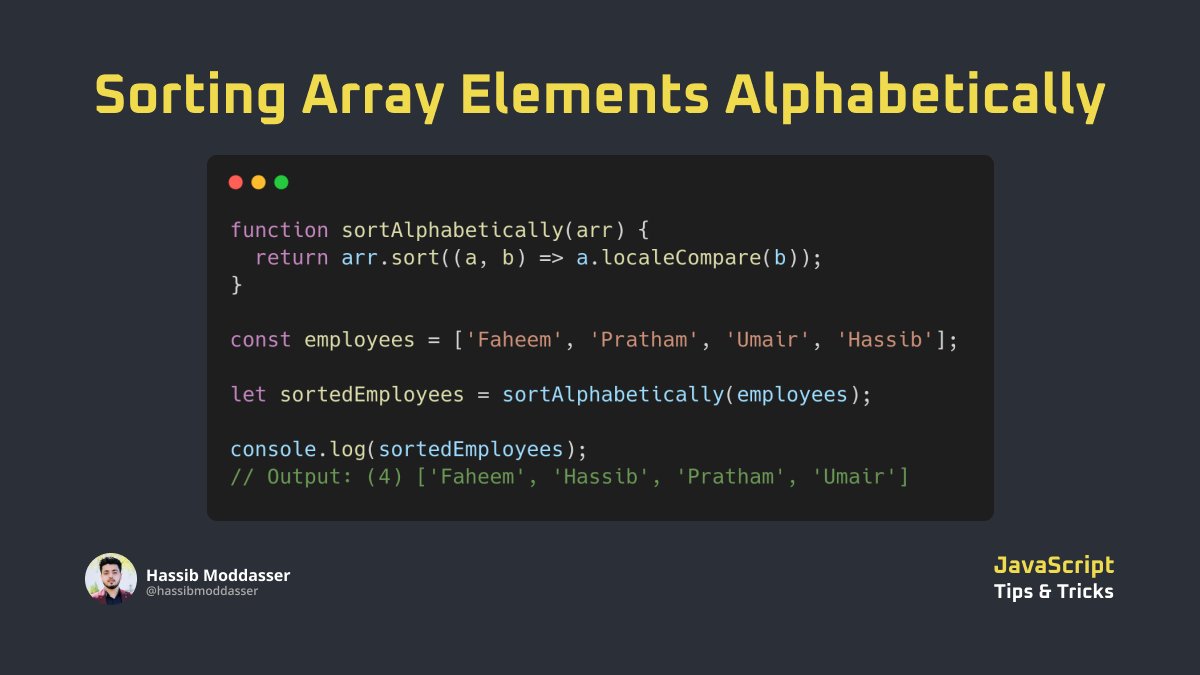 Sorting Array Elements Alphabetically
function sortAlphabetically(arr) {
  return arr.sort((a, b) => a.localeCompare(b));
}
const employees = ['Faheem', 'Pratham', 'Umair', 'Hassib'];
let sortedEmployees = sortAlphabetically(employees);
console.log(sortedEmployees);
// Output: (4) ['Faheem', 'Hassib', 'Pratham', 'Umair']
Hassib Moddasser
@hassibmoddasser
JavaScript
Tips & Tricks